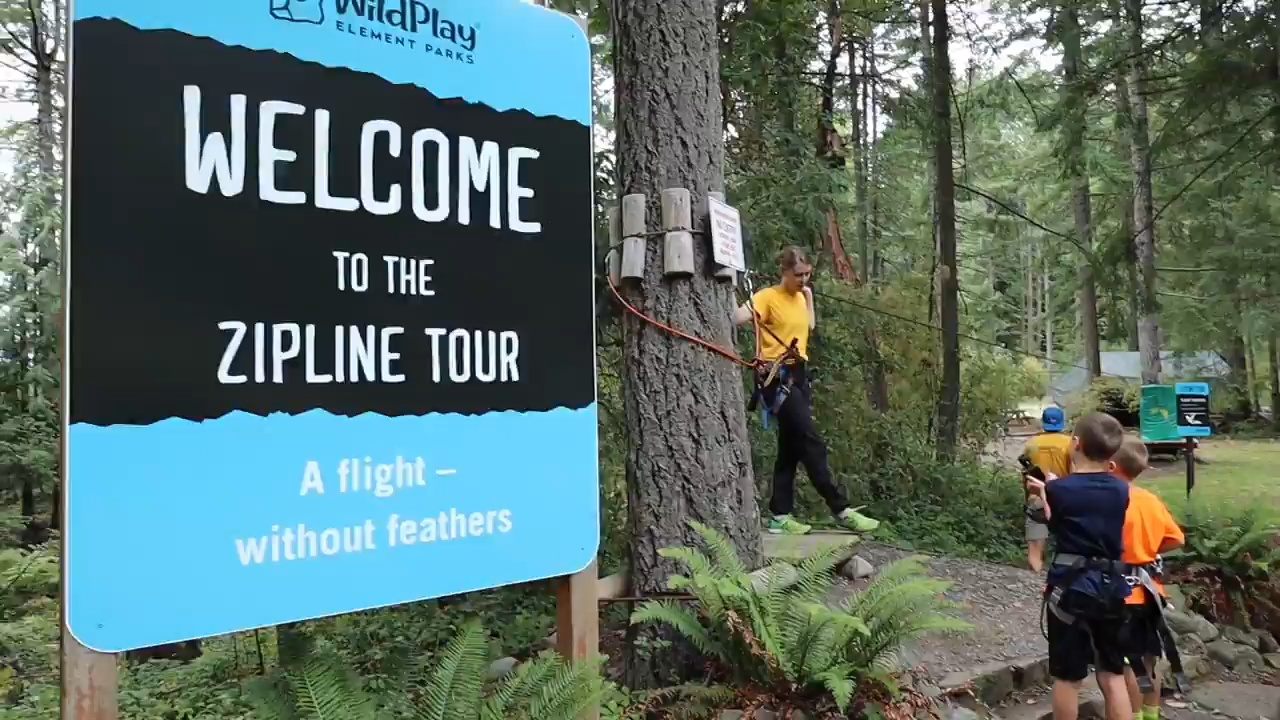 WildPlay
ELEMENT PARKS
WELCOME
TO THE
ZIPLINE TOUR
A flight –
without feathers